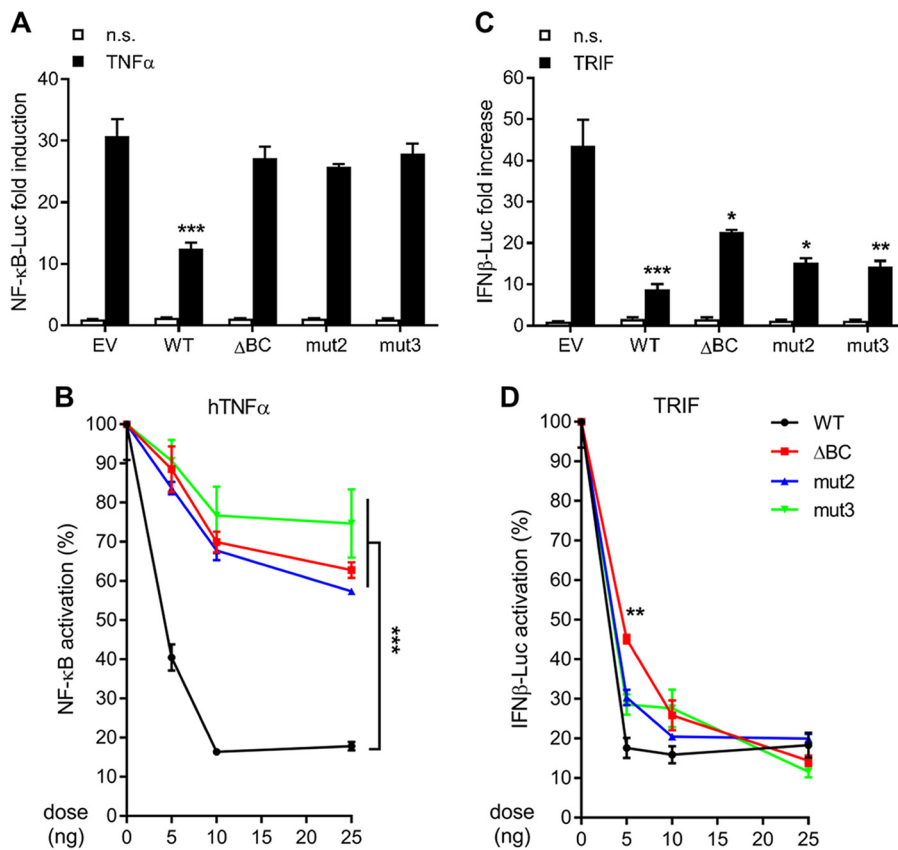 A
n.s.
TNFα
NF-κB-Luc fold induction
40
30
20
10
0
***
EV WT ΔBC mut2 mut3
C
n.s.
TRIF
IFNβ-Luc fold increase
60
50
40
30
20
10
0
***
*
*
**
EV WT ΔBC mut2 mut3
B
hTNFα
NF-κB activation (%)
100
90
80
70
60
50
40
30
20
10
0
***
dose
(ng)
0 5 10 15 20 25
D
TRIF
WT
ΔBC
mut2
mut3
IFNβ-Luc activation (%)
100
90
80
70
60
50
40
30
20
10
0
**
dose
(ng)
0 5 10 15 20 25